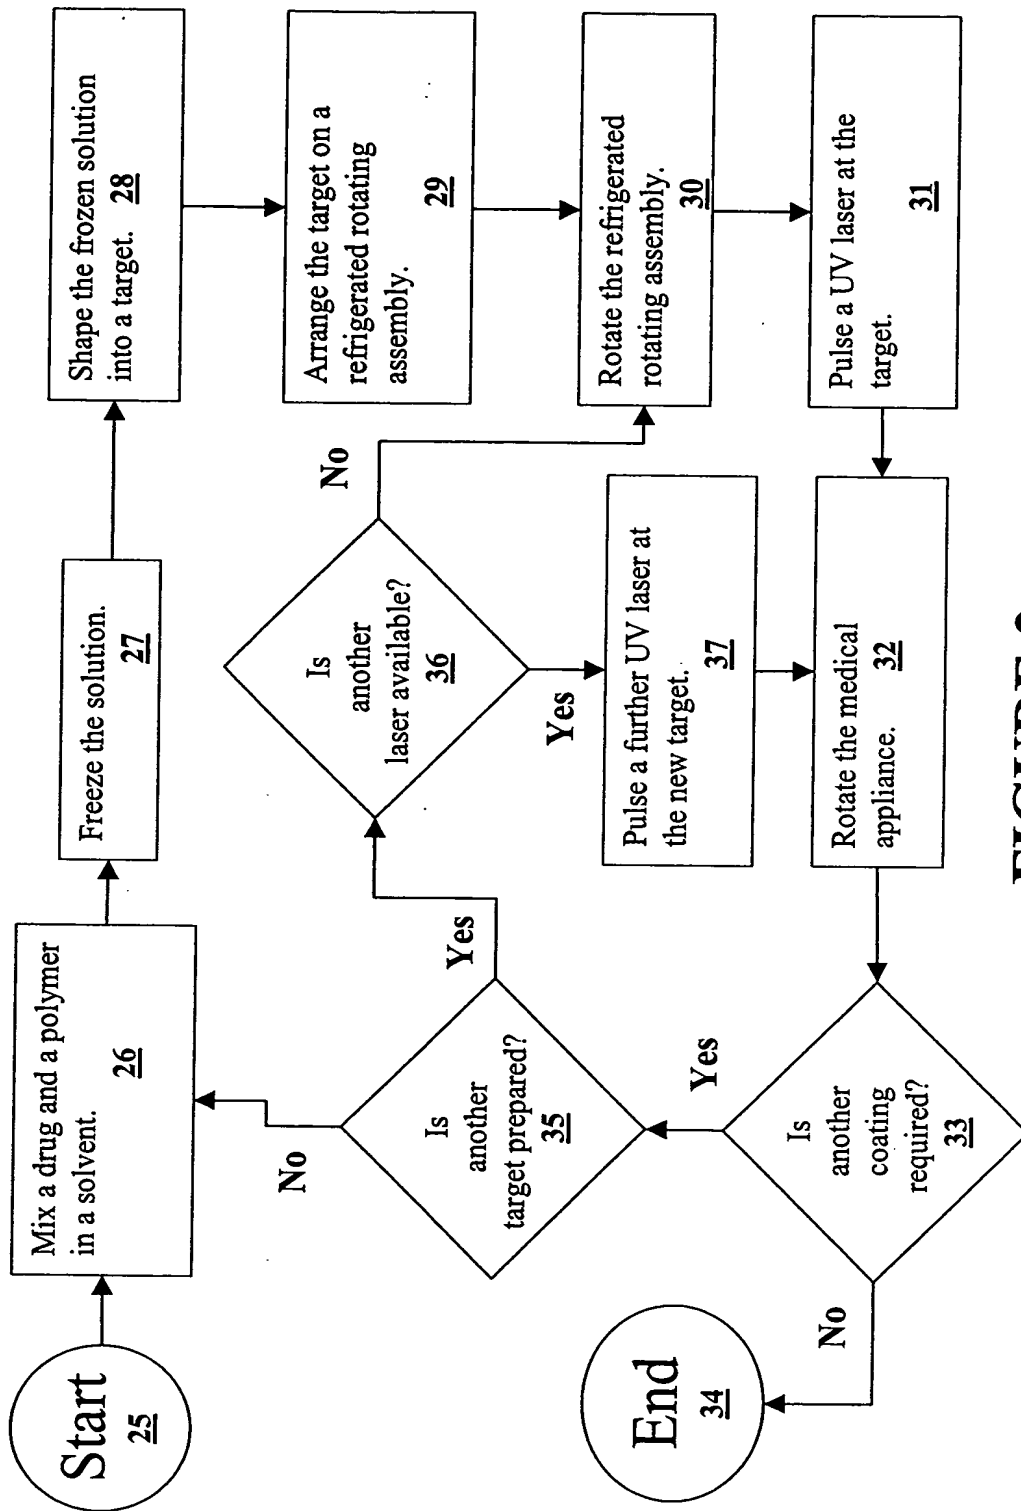 Start
25
Mix a drug and a polymer
in a solvent.
26
Freeze the solution.
27
Shape the frozen solution
into a target. 28
Arrange the target on a
refrigerated rotating
assembly.
29
Rotate the refrigerated
rotating assembly.
30
Pulse a UV laser at the
target.
31
Rotate the medical
appliance.
32
Is
another
coating
required?
33
No
End
34
Yes
Is
another
target prepared?
35
No
Yes
Is
another
laser available?
36
No
Yes
Pulse a further UV laser at
the new target.
37
FIGURE